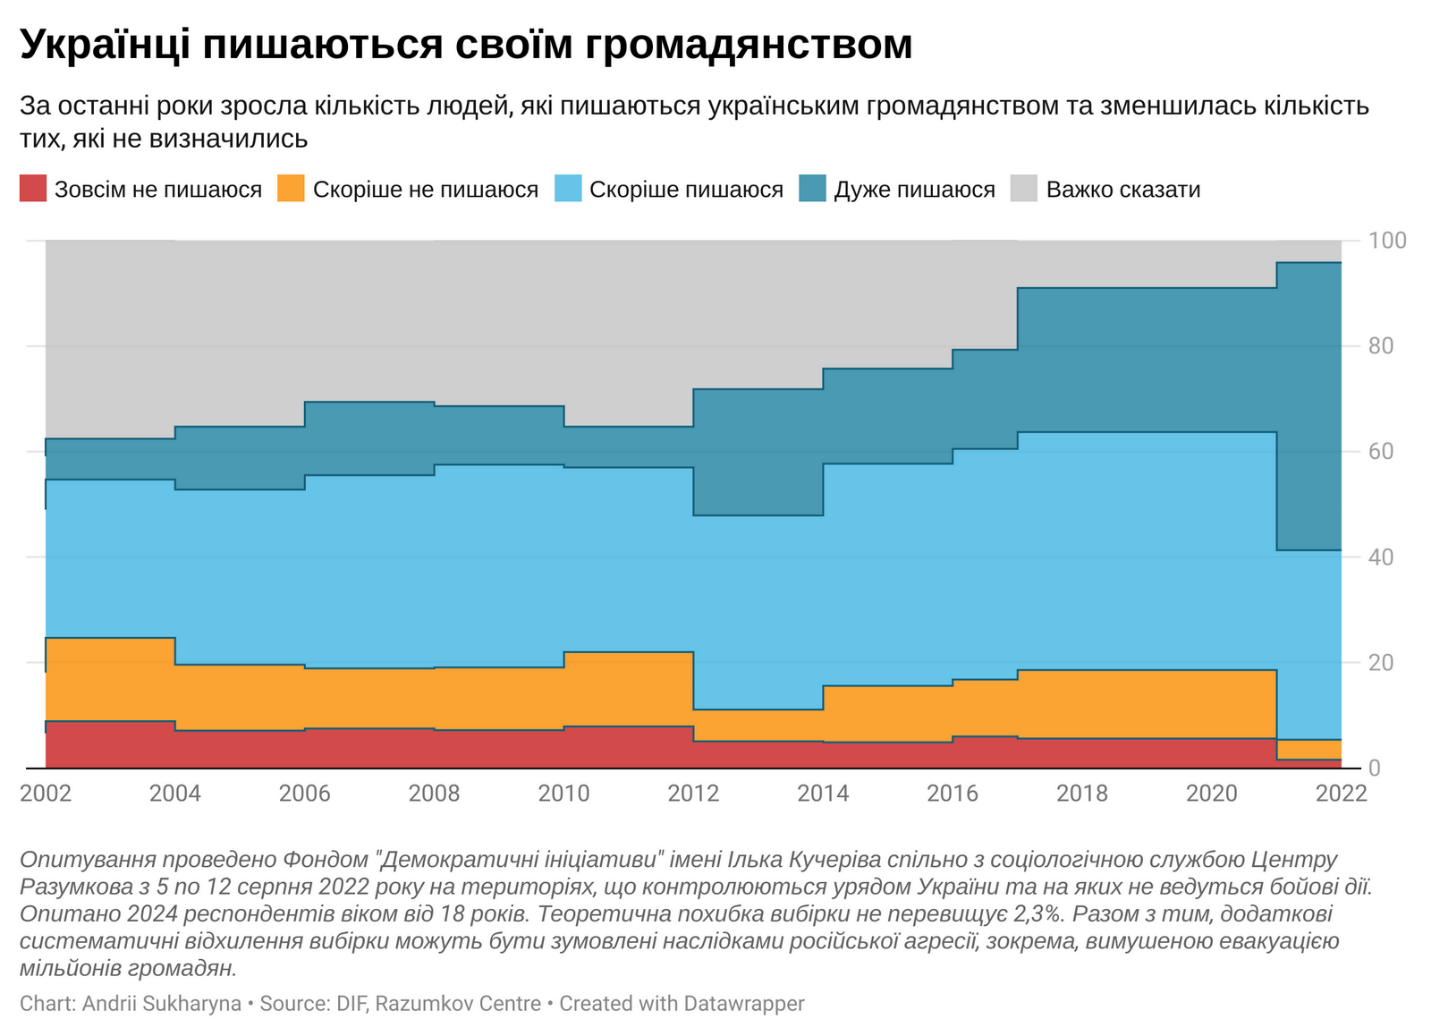 Українці пишаються своїм громадянством
За останні роки зросла кількість людей, які пишаються українським громадянством та зменшилась кількість
тих, які не визначились
Зовсім не пишаюся Скоріше не пишаюся Скоріше пишаюся Дуже пишаюся Важко сказати
100
80
60
40
20
0
2002 2004 2006 2008 2010 2012 2014 2016 2018 2020 2022
Опитування проведено Фондом "Демократичні ініціативи" імені Ілька Кучеріва спільно з соціологічною службою Центру
Разумкова з 5 по 12 серпня 2022 року на територіях, що контролюються урядом України та на яких не ведуться бойові дії.
Опитано 2024 респондентів віком від 18 років. Теоретична похибка вибірки не перевищує 2,3%. Разом з тим, додаткові
систематичні відхилення вибірки можуть бути зумовлені наслідками російської агресії, зокрема, вимушеною евакуацією
мільйонів громадян.
Chart: Andrii Sukharyna • Source: DIF, Razumkov Centre • Created with Datawrapper